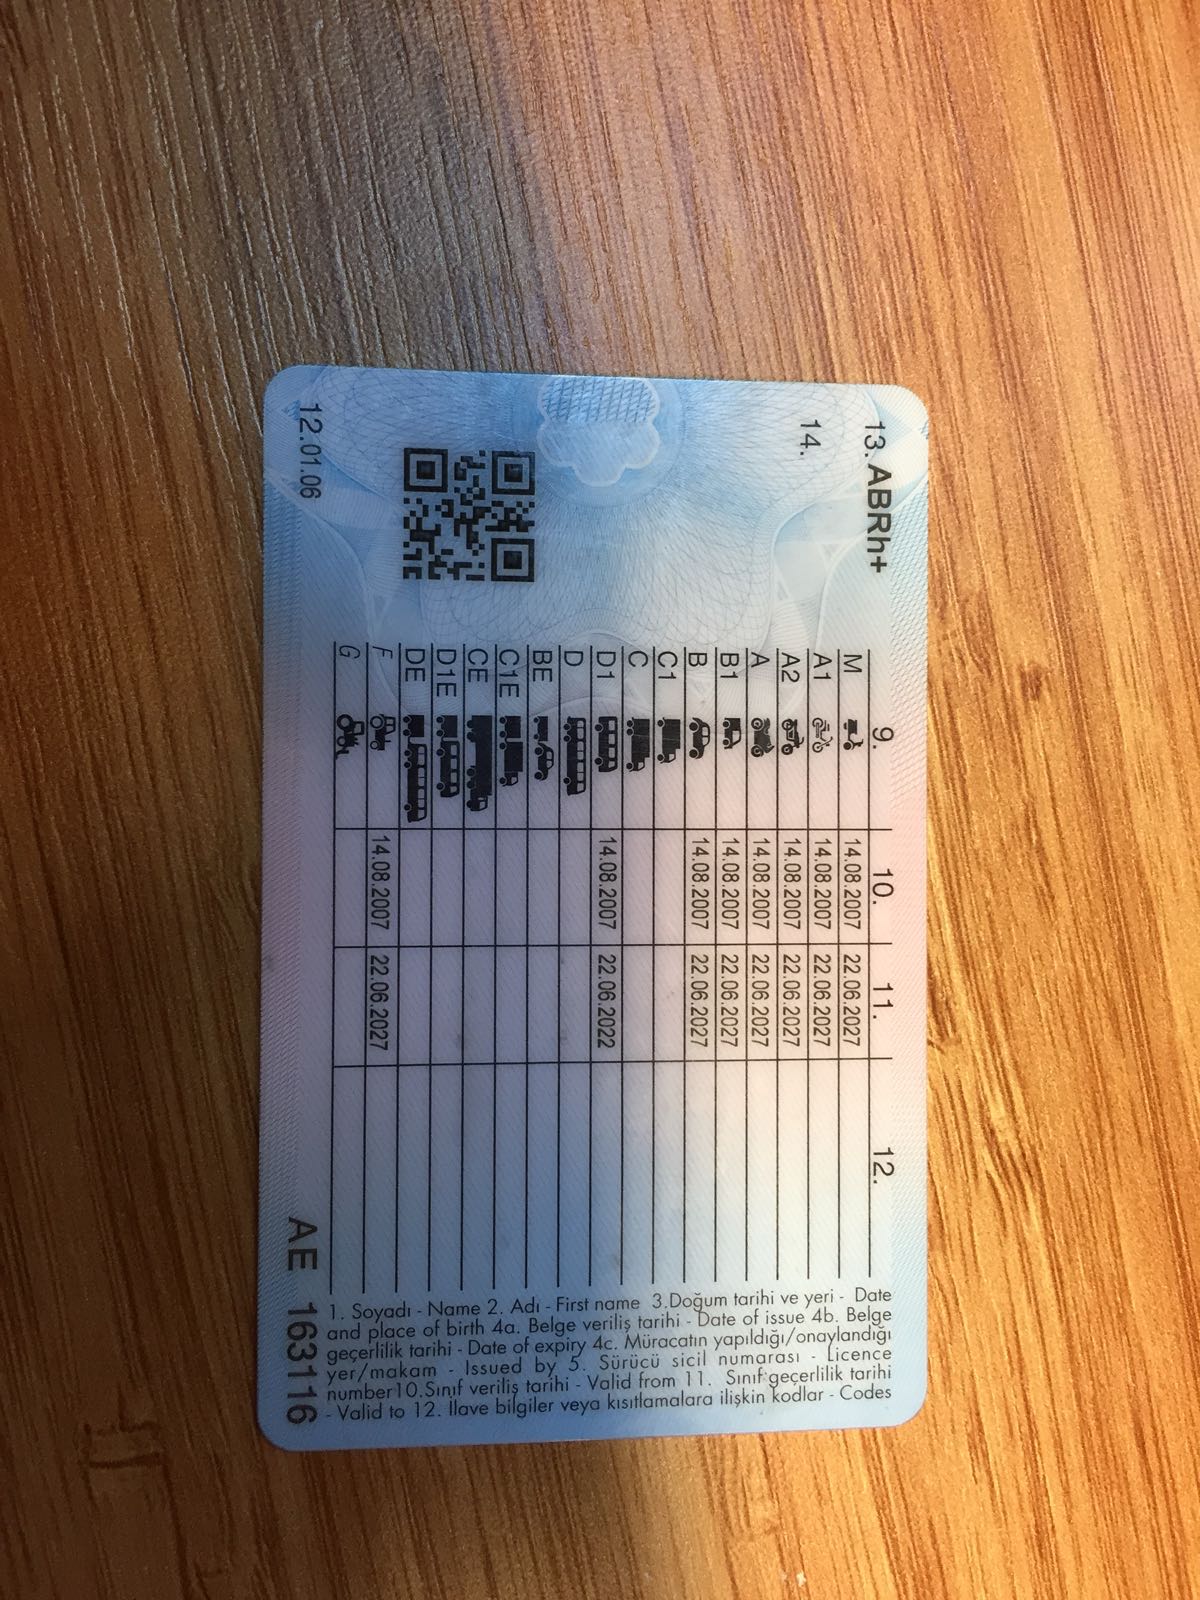 13. ABRh+
14.
12.01.06
9. 10. 11. 12.
M 14.08.2007 22.06.2027
A1 14.08.2007 22.06.2027
A2 14.08.2007 22.06.2027
A 14.08.2007 22.06.2027
B1 14.08.2007 22.06.2027
B 14.08.2007 22.06.2027
C1
C
D1 14.08.2007 22.06.2022
D
BE
C1E
CE
D1E
DE
F 14.08.2007 22.06.2027
G
1. Soyadı - Name 2. Adı - First name 3.Doğum tarihi ve yeri - Date
and place of birth 4a. Belge veriliş tarihi - Date of issue 4b. Belge
geçerlilik tarihi - Date of expiry 4c. Müracatın yapıldığı/onaylandığı
yer/makam - Issued by 5. Sürücü sicil numarası - Licence
number10.Sınıf veriliş tarihi - Valid from 11. Sınıf geçerlilik tarihi
- Valid to 12. İlave bilgiler veya kısıtlamalara ilişkin kodlar - Codes
AE 163116